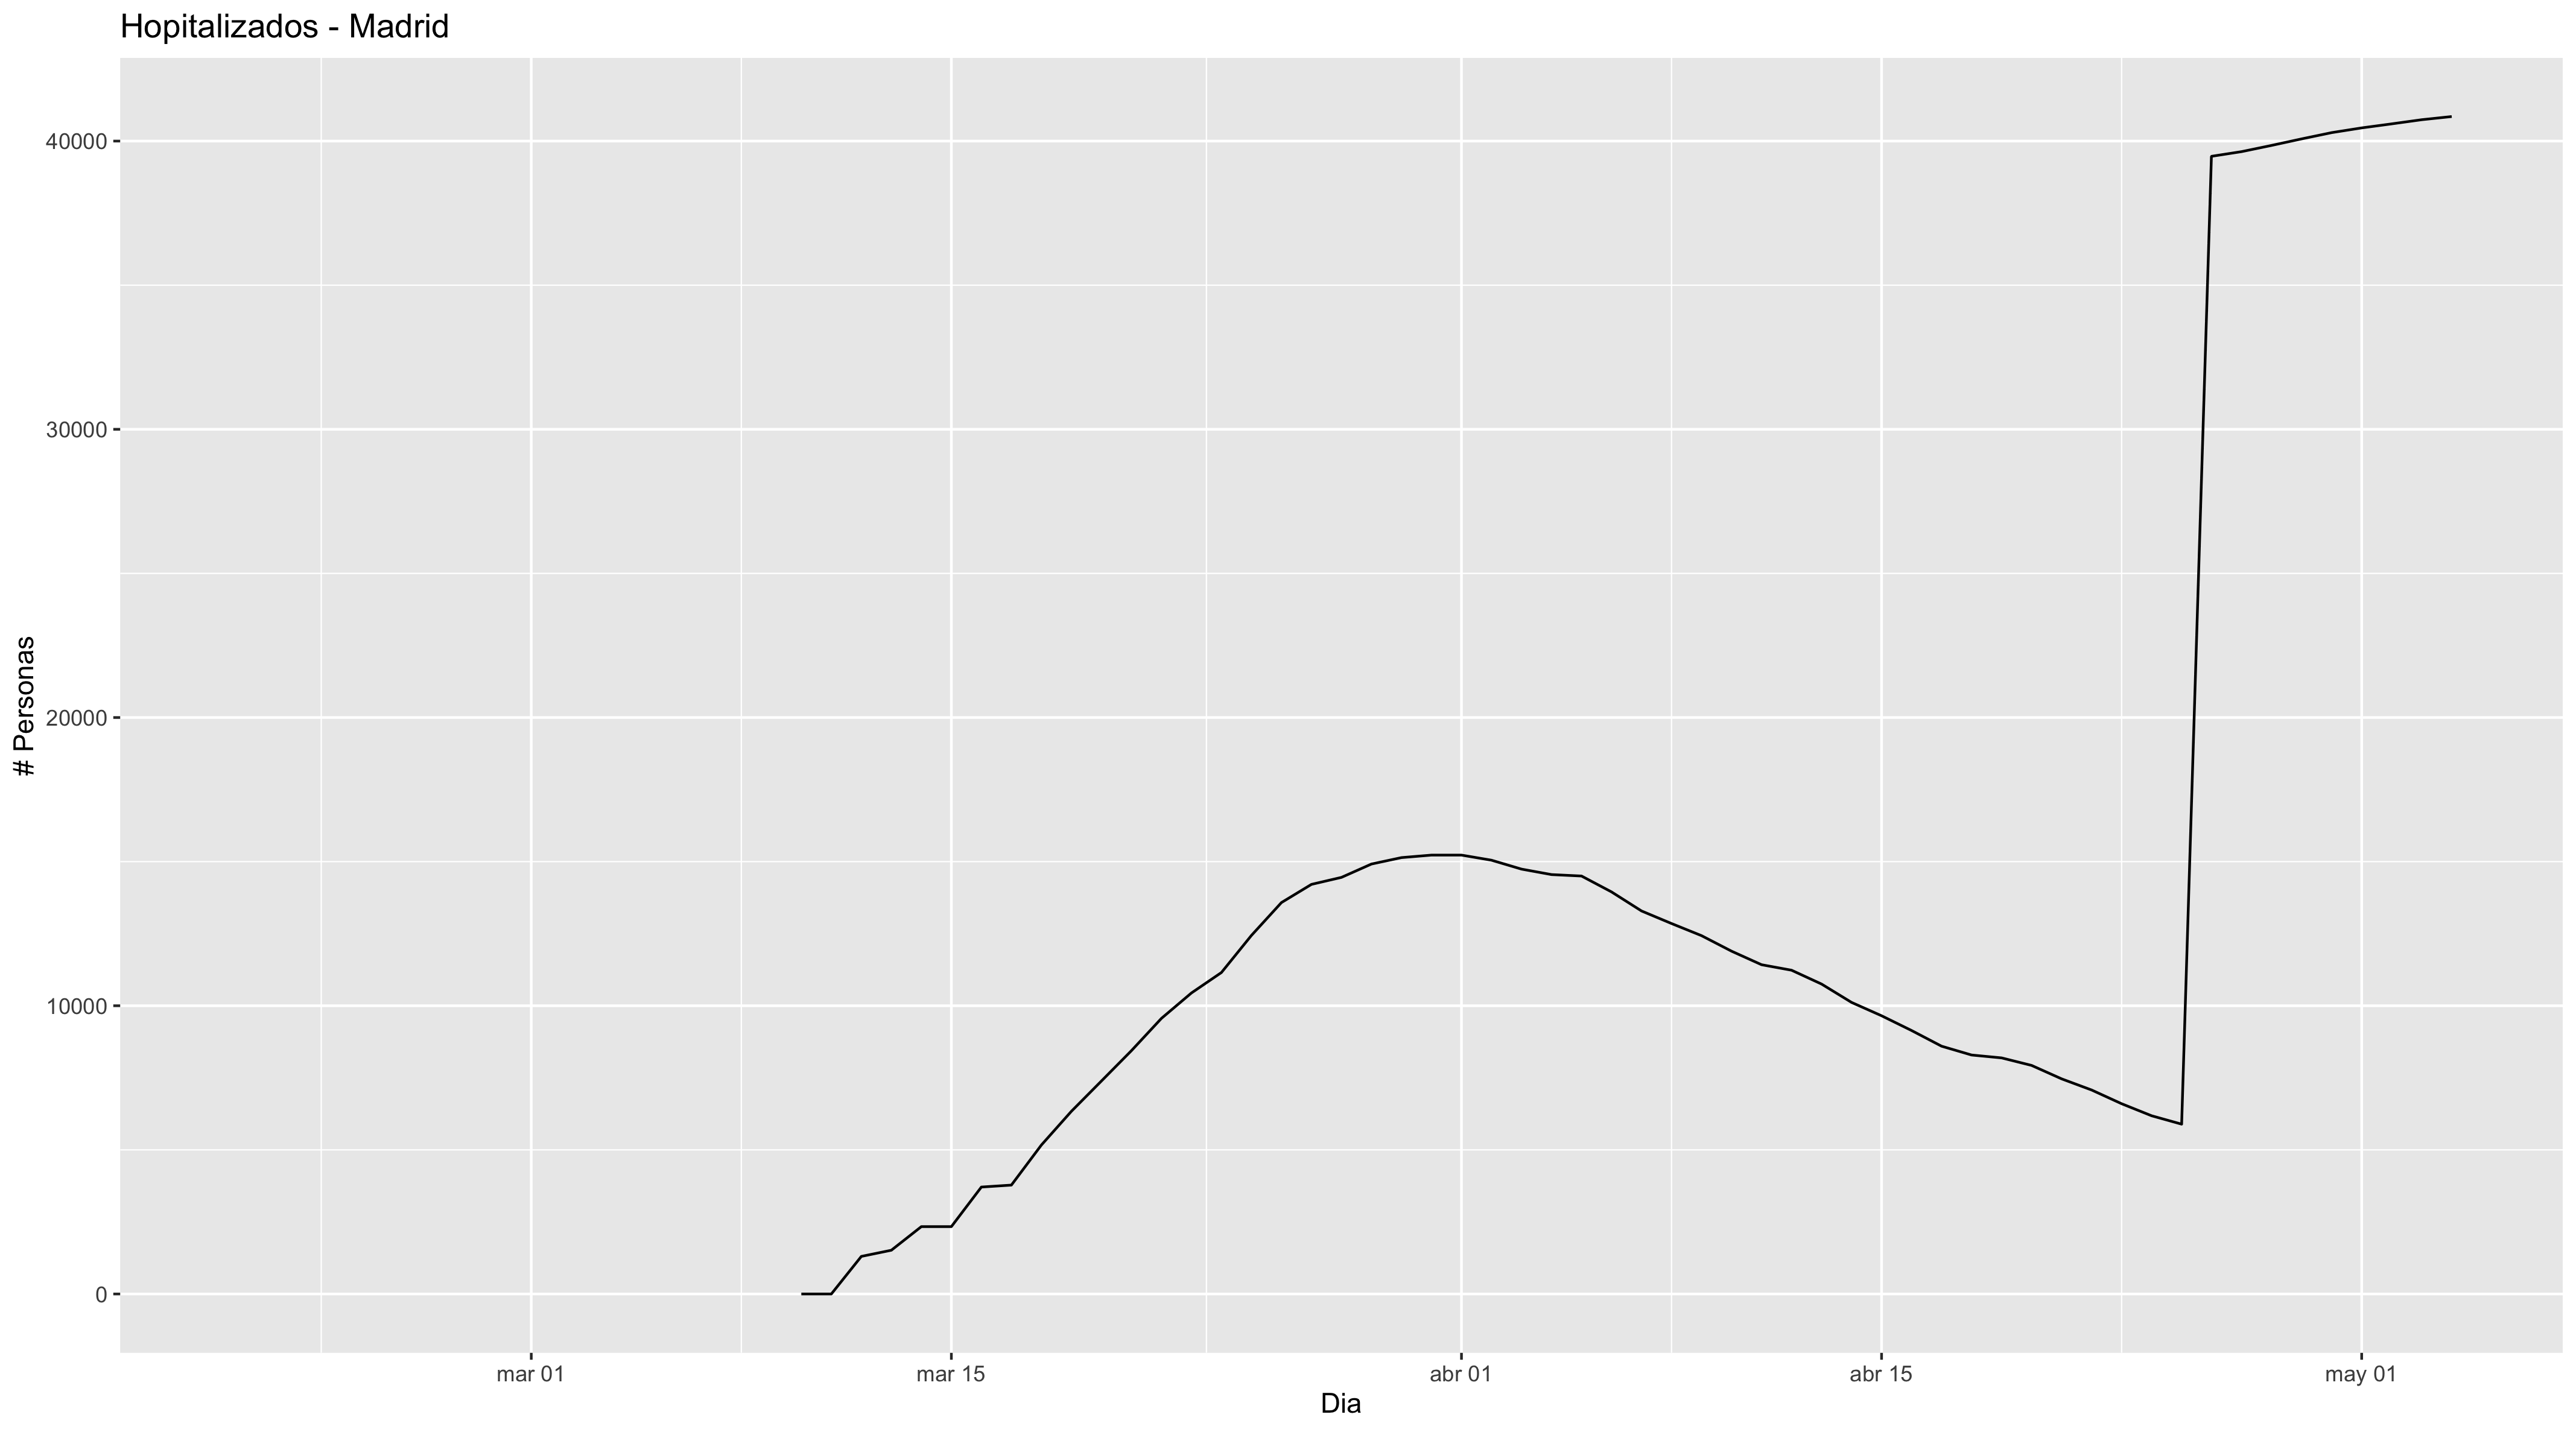 Hopitalizados - Madrid
# Personas
40000
30000
20000
10000
0
mar 01
mar 15
abr 01
abr 15
may 01
Dia